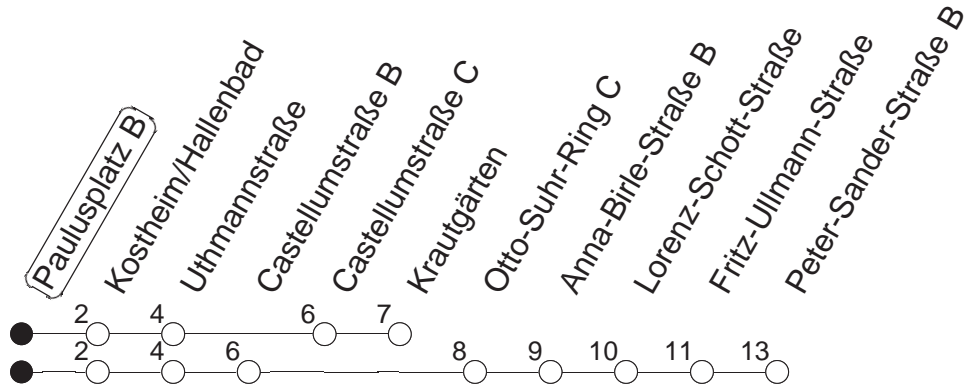 Paulusplatz B
Kostheim/Hallenbad
Uthmannstraße
Castellumstraße B
Castellumstraße C
Krautgärten
Otto-Suhr-Ring C
Anna-Birle-Straße B
Lorenz-Schott-Straße
Fritz-Ullmann-Straße
Peter-Sander-Straße B
2 4 6 7
2 4 6 8 9 10 11 13